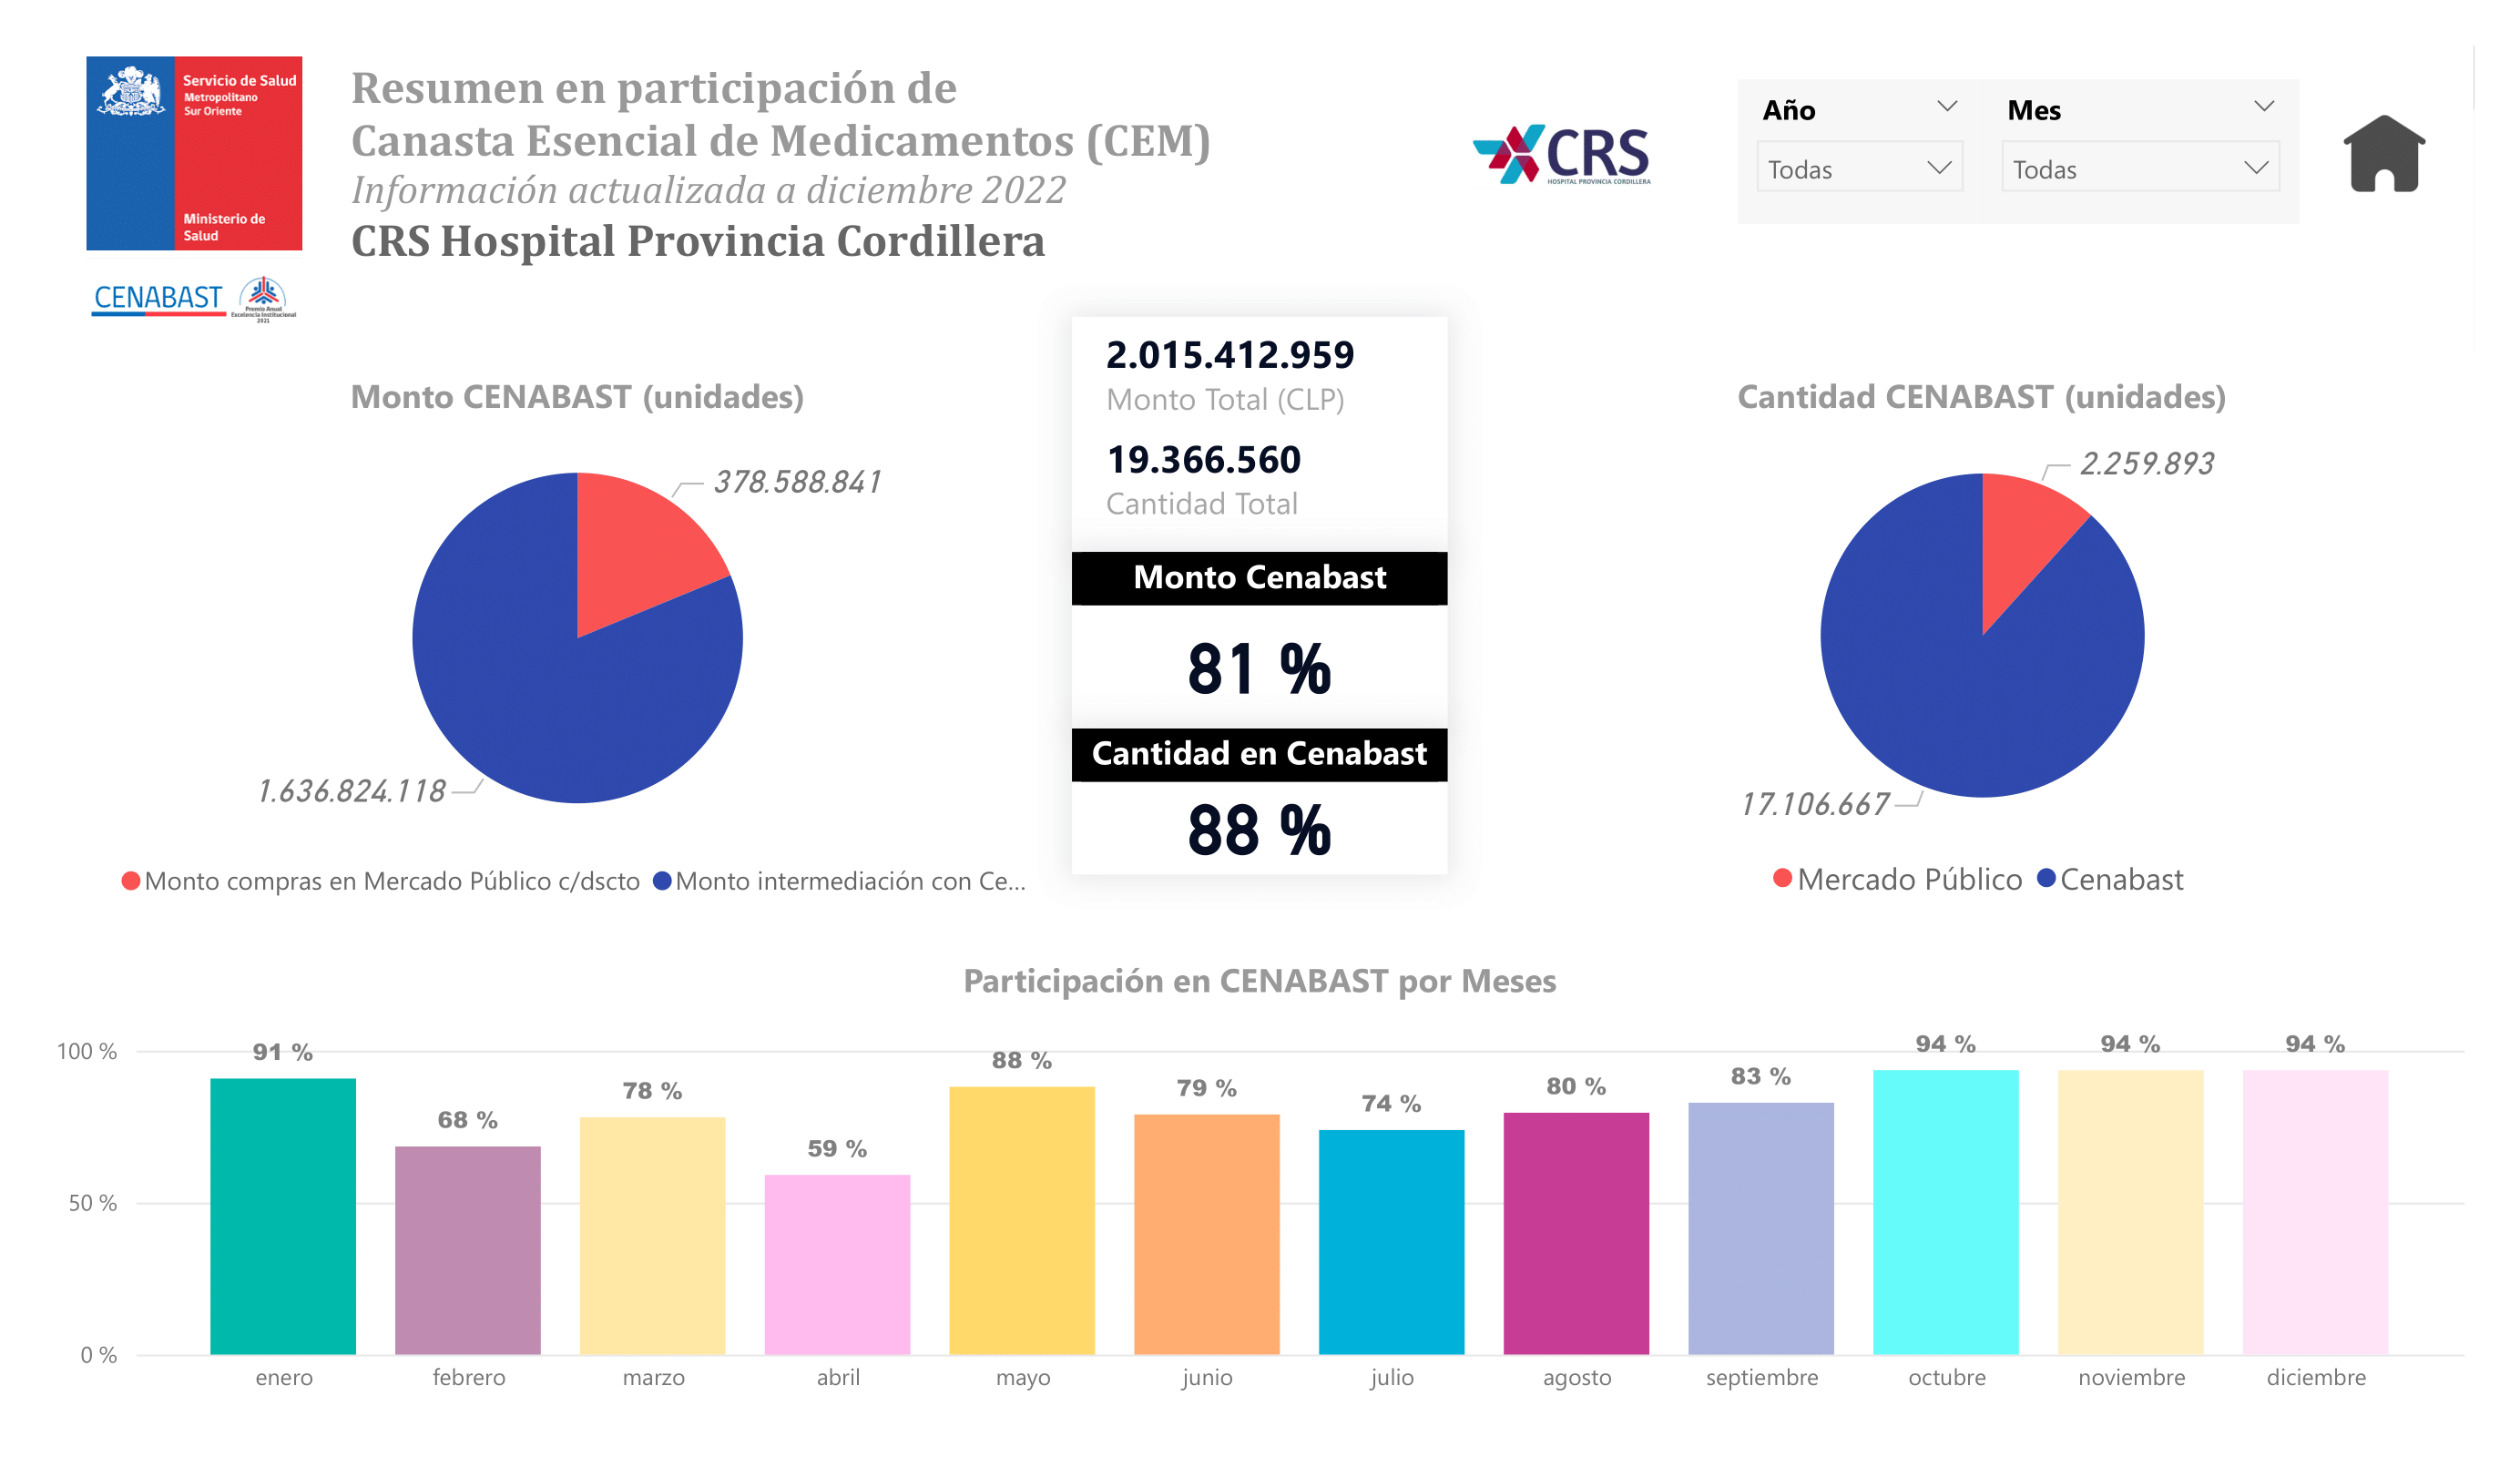 Servicio de Salud
Metropolitano
Sur Oriente
Ministerio de
Salud
CENABAST
Premio Anual
Excelencia Institucional
2021
Resumen en participación de
Canasta Esencial de Medicamentos (CEM)
Información actualizada a diciembre 2022
CRS Hospital Provincia Cordillera
CRS
HOSPITAL PROVINCIA CORDILLERA
Año
Mes
Todas
Todas
Monto CENABAST (unidades)
378.588.841
1.636.824.118
Monto compras en Mercado Público c/dscto
Monto intermediación con Ce...
2.015.412.959
Monto Total (CLP)
19.366.560
Cantidad Total
Monto Cenabast
81 %
Cantidad en Cenabast
88 %
Cantidad CENABAST (unidades)
2.259.893
17.106.667
Mercado Público
Cenabast
Participación en CENABAST por Meses
100 %
50 %
0 %
91 %
68 %
78 %
59 %
88 %
79 %
74 %
80 %
83 %
94 %
94 %
94 %
enero
febrero
marzo
abril
mayo
junio
julio
agosto
septiembre
octubre
noviembre
diciembre